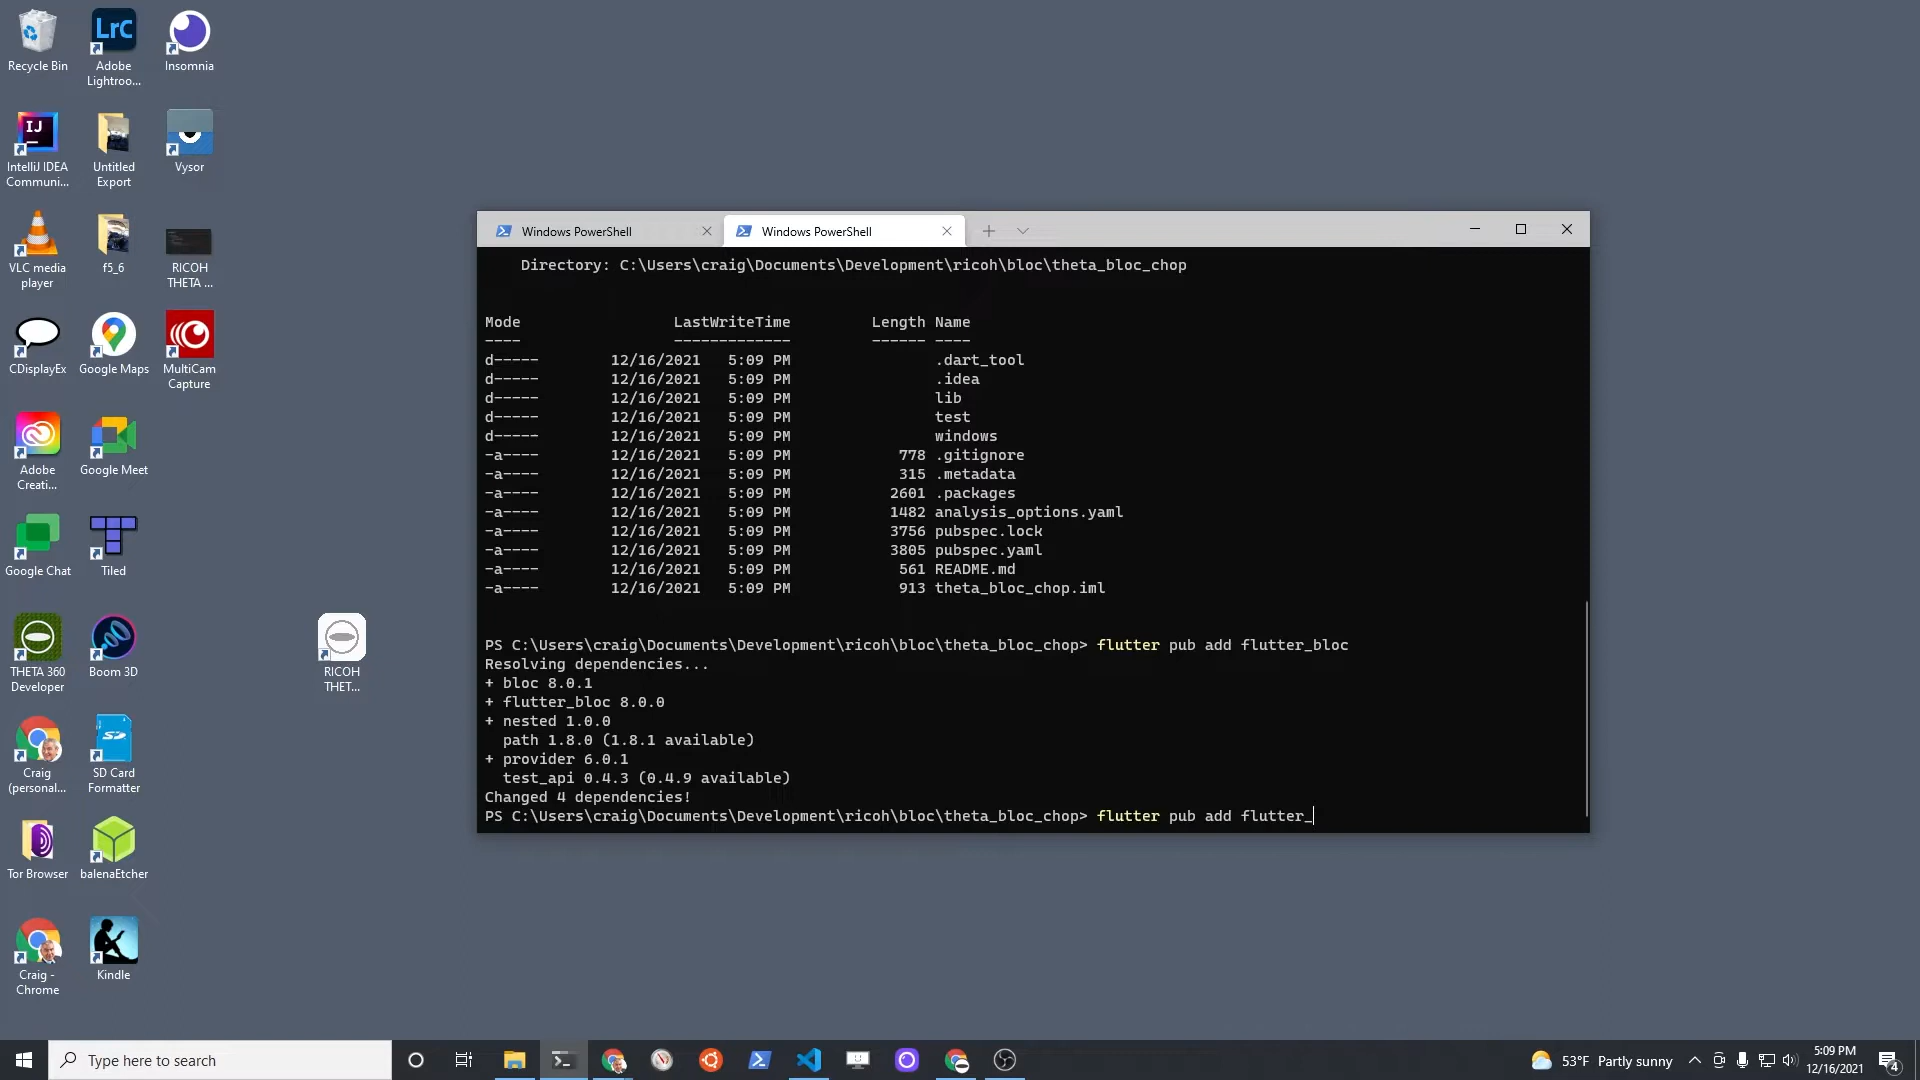 Recycle Bin
Adobe
Lightroo...
Insomnia
IntelliJ IDEA
Communi...
Untitled
Export
Vysor
VLC media
player
f5_6
RICOH
THETA ...
CDisplayEx
Google Maps
MultiCam
Capture
Adobe
Creati...
Google Meet
Google Chat
Tiled
THETA 360
Developer
Boom 3D
RICOH
THET...
Craig
(personal...
SD Card
Formatter
Tor Browser
balenaEtcher
Craig -
Chrome
Kindle
LrC
IJ
SD
Windows PowerShell
Windows PowerShell
Directory: C:\Users\craig\Documents\Development\ricoh\bloc\theta_bloc_chop
Mode LastWriteTime Length Name
---- ------------- ------ ----
d----- 12/16/2021 5:09 PM .dart_tool
d----- 12/16/2021 5:09 PM .idea
d----- 12/16/2021 5:09 PM lib
d----- 12/16/2021 5:09 PM test
d----- 12/16/2021 5:09 PM windows
-a---- 12/16/2021 5:09 PM 778 .gitignore
-a---- 12/16/2021 5:09 PM 315 .metadata
-a---- 12/16/2021 5:09 PM 2601 .packages
-a---- 12/16/2021 5:09 PM 1482 analysis_options.yaml
-a---- 12/16/2021 5:09 PM 3756 pubspec.lock
-a---- 12/16/2021 5:09 PM 3805 pubspec.yaml
-a---- 12/16/2021 5:09 PM 561 README.md
-a---- 12/16/2021 5:09 PM 913 theta_bloc_chop.iml
PS C:\Users\craig\Documents\Development\ricoh\bloc\theta_bloc_chop> flutter pub add flutter_bloc
Resolving dependencies...
+ bloc 8.0.1
+ flutter_bloc 8.0.0
+ nested 1.0.0
path 1.8.0 (1.8.1 available)
+ provider 6.0.1
test_api 0.4.3 (0.4.9 available)
Changed 4 dependencies!
PS C:\Users\craig\Documents\Development\ricoh\bloc\theta_bloc_chop> flutter pub add flutter_
Type here to search
53°F Partly sunny
5:09 PM
12/16/2021
4